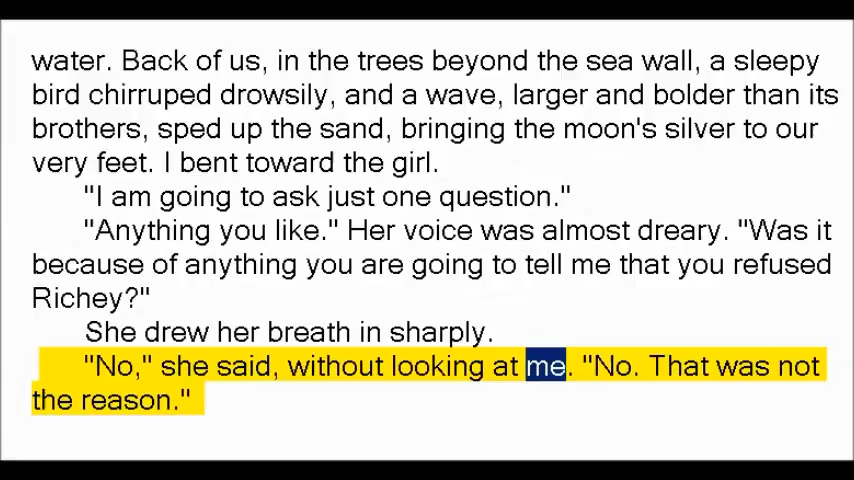 water. Back of us, in the trees beyond the sea wall, a sleepy
bird chirruped drowsily, and a wave, larger and bolder than its
brothers, sped up the sand, bringing the moon's silver to our
very feet. I bent toward the girl.
"I am going to ask just one question."
"Anything you like." Her voice was almost dreary. "Was it
because of anything you are going to tell me that you refused
Richey?"
She drew her breath in sharply.
"No," she said, without looking at me. "No. That was not
the reason."